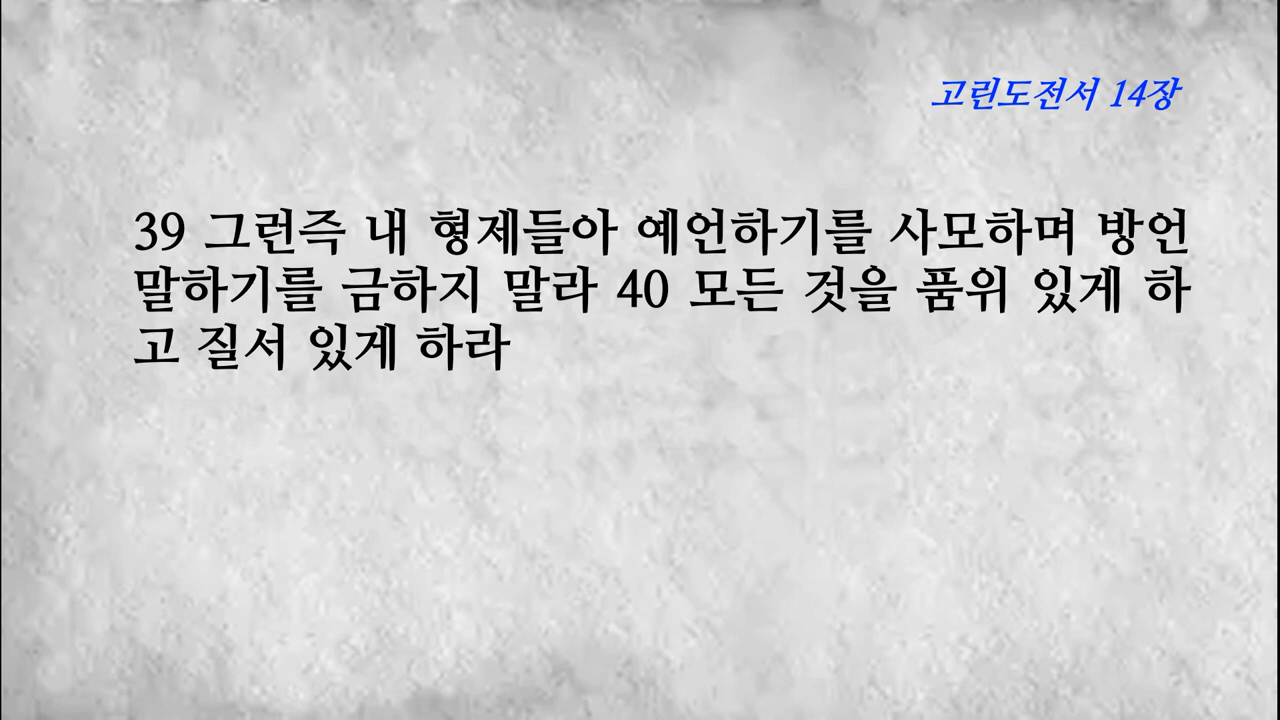 고린도전서 14장
39 그런즉 내 형제들아 예언하기를 사모하며 방언
말하기를 금하지 말라 40 모든 것을 품위 있게 하
고 질서 있게 하라